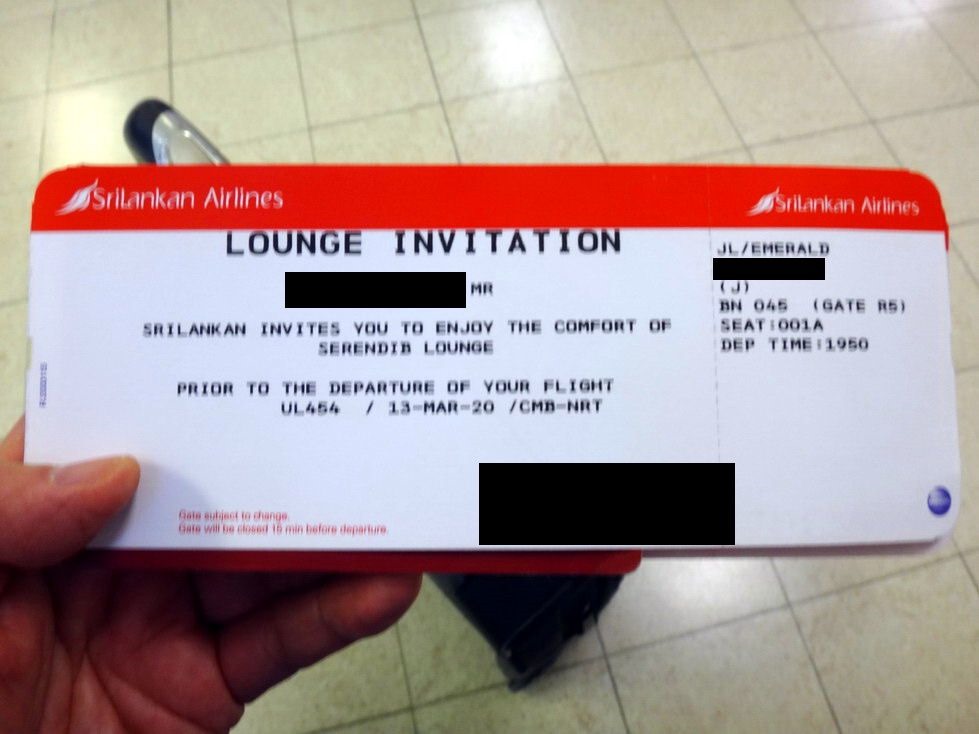 SriLankan Airlines
LOUNGE INVITATION
MR
SRILANKAN INVITES YOU TO ENJOY THE COMFORT OF
SERENDIB LOUNGE
PRIOR TO THE DEPARTURE OF YOUR FLIGHT
UL454 / 13-MAR-20 /CMB-NRT
Gate subject to change.
Gate will be closed 15 min before departure.
SriLankan Airlines
JL/EMERALD
(J)
BN 045 (GATE R5)
SEAT:001A
DEP TIME:1950